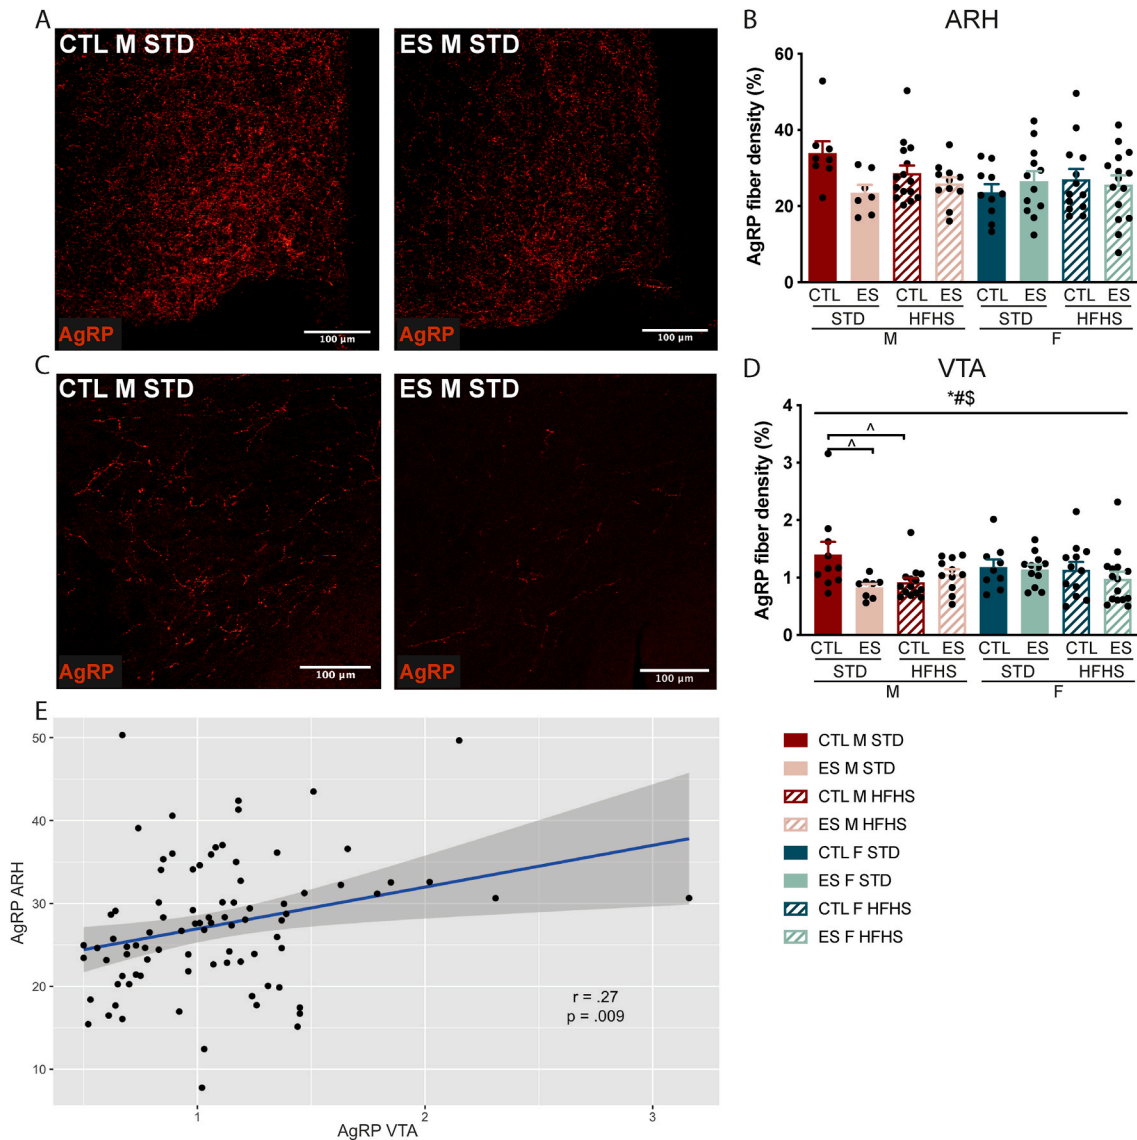 A
CTL M STD
AgRP
100 µm
ES M STD
100 µm
B
ARH
AgRP fiber density (%)
60
40
20
0
CTL ES CTL ES CTL ES CTL ES
STD HFHS STD HFHS
M F
C
CTL M STD
AgRP
100 µm
ES M STD
AgRP
100 µm
D
VTA
AgRP fiber density (%)
*#$
^
^
4
3
2
1
0
CTL ES CTL ES CTL ES CTL ES
STD HFHS STD HFHS
M F
E
AgRP ARH
50
40
30
20
10
r = .27
p = .009
1 2 3
AgRP VTA
CTL M STD
ES M STD
CTL M HFHS
ES M HFHS
CTL F STD
ES F STD
CTL F HFHS
ES F HFHS